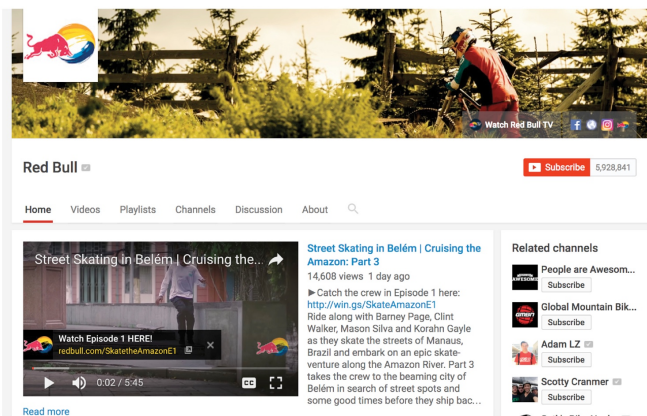 Watch Red Bull TV
Red Bull
Subscribe 5,928,841
Home Videos Playlists Channels Discussion About
Street Skating in Belém | Cruising the...
Watch Episode 1 HERE!
redbull.com/SkatetheAmazonE1
0:02 / 5:45
CC
Street Skating in Belém | Cruising the
Amazon: Part 3
14,608 views 1 day ago
►Catch the crew in Episode 1 here:
http://win.gs/SkateAmazonE1
Ride along with Barney Page, Clint
Walker, Mason Silva and Korahn Gayle
as they skate the streets of Manaus,
Brazil and embark on an epic skate-
venture along the Amazon River. Part 3
takes the crew to the beaming city of
Belém in search of street spots and
some good times before they ship bac...
Read more
Related channels
People are Awesom...
Subscribe
Global Mountain Bik...
Subscribe
Adam LZ
Subscribe
Scotty Cranmer
Subscribe